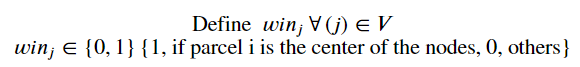 Define win_j ∀ (j) ∈ V
win_j ∈ {0, 1} {1, if parcel i is the center of the nodes, 0, others}